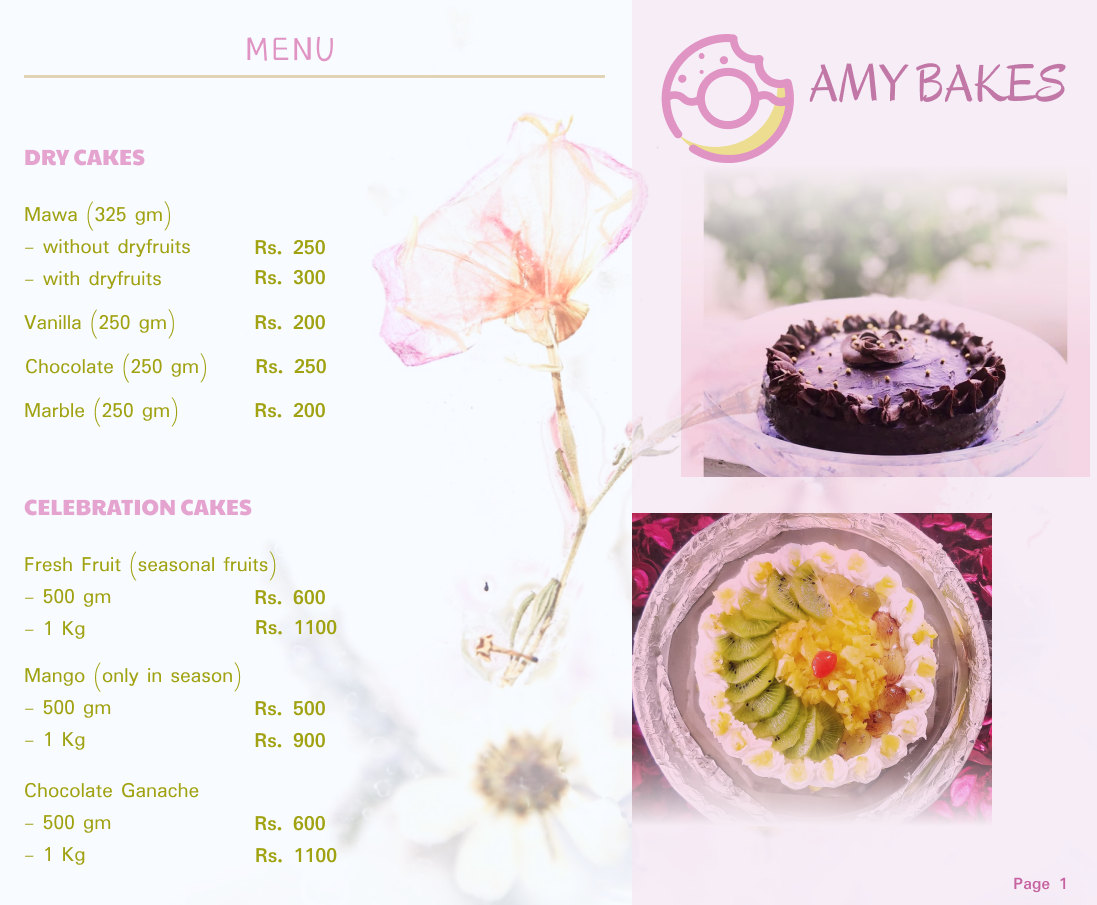 MENU
AMY BAKES
DRY CAKES
Mawa (325 gm)
– without dryfruits Rs. 250
– with dryfruits Rs. 300
Vanilla (250 gm) Rs. 200
Chocolate (250 gm) Rs. 250
Marble (250 gm) Rs. 200
CELEBRATION CAKES
Fresh Fruit (seasonal fruits)
– 500 gm Rs. 600
– 1 Kg Rs. 1100
Mango (only in season)
– 500 gm Rs. 500
– 1 Kg Rs. 900
Chocolate Ganache
– 500 gm Rs. 600
– 1 Kg Rs. 1100
Page 1